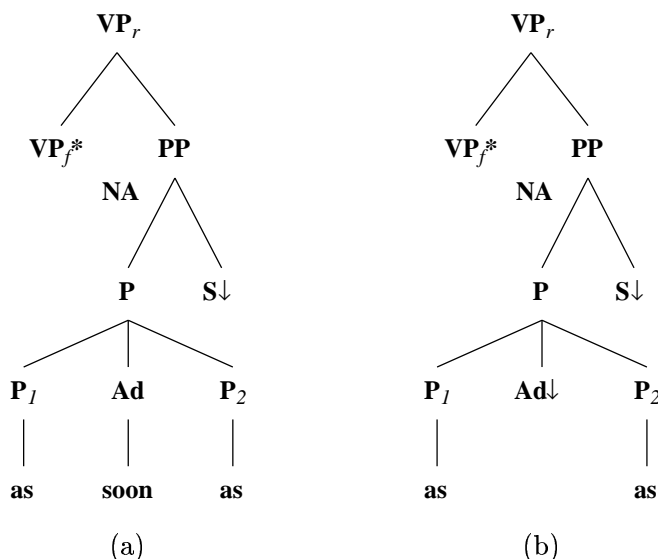 VPr VPr
VPf* PP VPf* PP
NA NA
P S↓ P S↓
P1 Ad P2 P1 Ad↓ P2
as soon as as as
(a) (b)